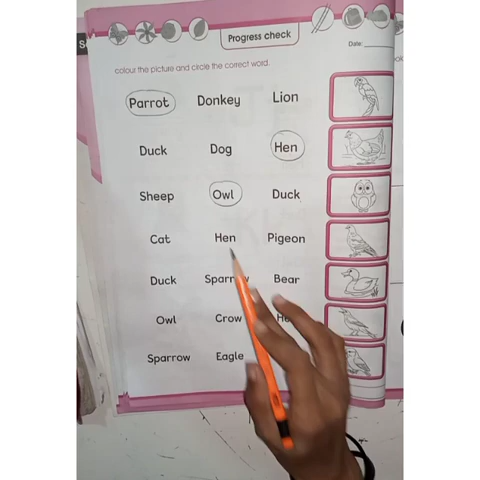 Progress check
Date:
colour the picture and circle the correct word.
Parrot Donkey Lion
Duck Dog Hen
Sheep Owl Duck
Cat Hen Pigeon
Duck Sparrow Bear
Owl Crow
Sparrow Eagle